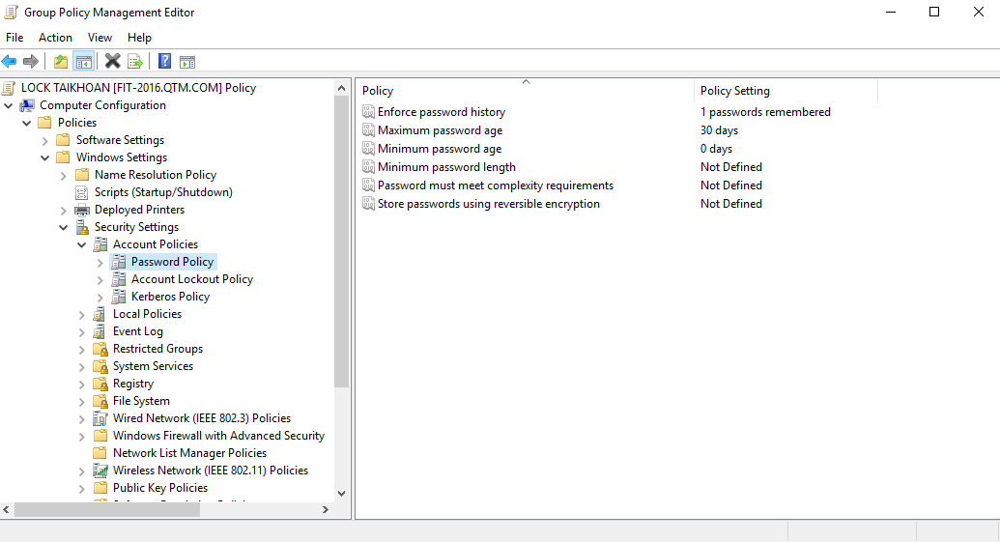 Group Policy Management Editor
File Action View Help
LOCK TAIKHOAN [FIT-2016.QTM.COM] Policy
Computer Configuration
Policies
Software Settings
Windows Settings
Name Resolution Policy
Scripts (Startup/Shutdown)
Deployed Printers
Security Settings
Account Policies
Password Policy
Account Lockout Policy
Kerberos Policy
Local Policies
Event Log
Restricted Groups
System Services
Registry
File System
Wired Network (IEEE 802.3) Policies
Windows Firewall with Advanced Security
Network List Manager Policies
Wireless Network (IEEE 802.11) Policies
Public Key Policies
Policy Policy Setting
Enforce password history 1 passwords remembered
Maximum password age 30 days
Minimum password age 0 days
Minimum password length Not Defined
Password must meet complexity requirements Not Defined
Store passwords using reversible encryption Not Defined